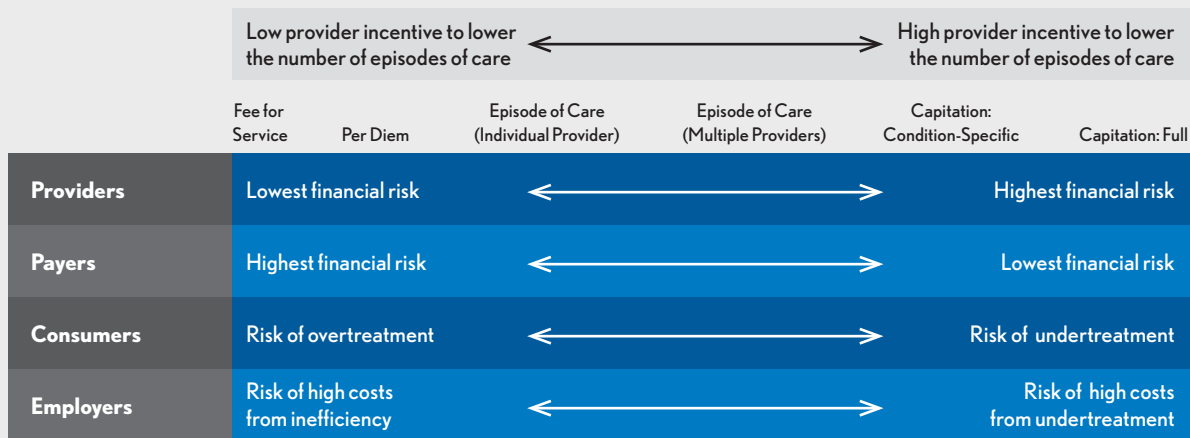 Low provider incentive to lower
the number of episodes of care
High provider incentive to lower
the number of episodes of care
Fee for
Service
Per Diem
Episode of Care
(Individual Provider)
Episode of Care
(Multiple Providers)
Capitation:
Condition-Specific
Capitation: Full
Providers
Lowest financial risk
Highest financial risk
Payers
Highest financial risk
Lowest financial risk
Consumers
Risk of overtreatment
Risk of undertreatment
Employers
Risk of high costs
from inefficiency
Risk of high costs
from undertreatment